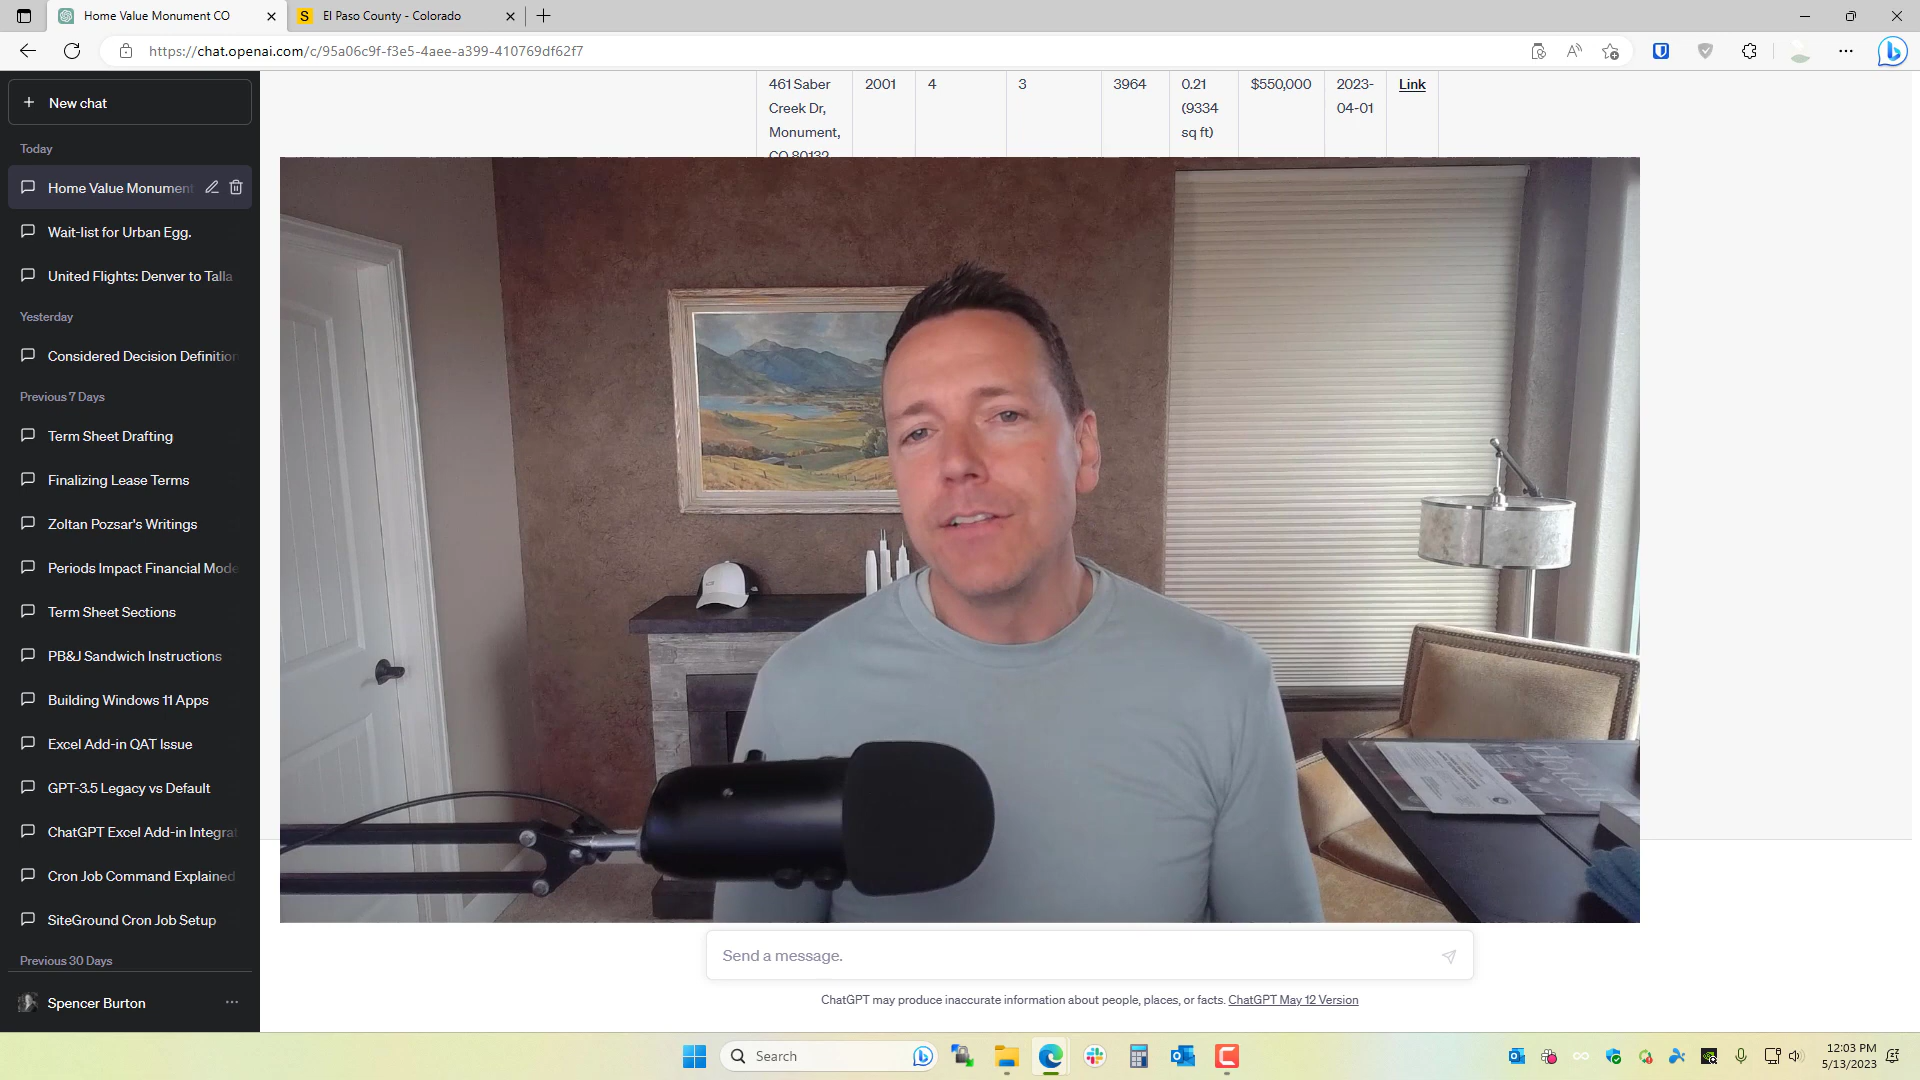 Home Value Monument CO
El Paso County - Colorado
https://chat.openai.com/c/95a06c9f-f3e5-4aee-a399-410769df62f7
New chat
Today
Home Value Monument
Wait-list for Urban Egg.
United Flights: Denver to Talla
Yesterday
Considered Decision Definition
Previous 7 Days
Term Sheet Drafting
Finalizing Lease Terms
Zoltan Pozsar's Writings
Periods Impact Financial Mode
Term Sheet Sections
PB&J Sandwich Instructions
Building Windows 11 Apps
Excel Add-in QAT Issue
GPT-3.5 Legacy vs Default
ChatGPT Excel Add-in Integrat
Cron Job Command Explained
SiteGround Cron Job Setup
Previous 30 Days
Spencer Burton
461 Saber 2001 4 3 3964 0.21 $550,000 2023- Link
Creek Dr, (9334 04-01
Monument, sq ft)
CO 80132
Send a message.
ChatGPT may produce inaccurate information about people, places, or facts. ChatGPT May 12 Version
Search
12:03 PM
5/13/2023